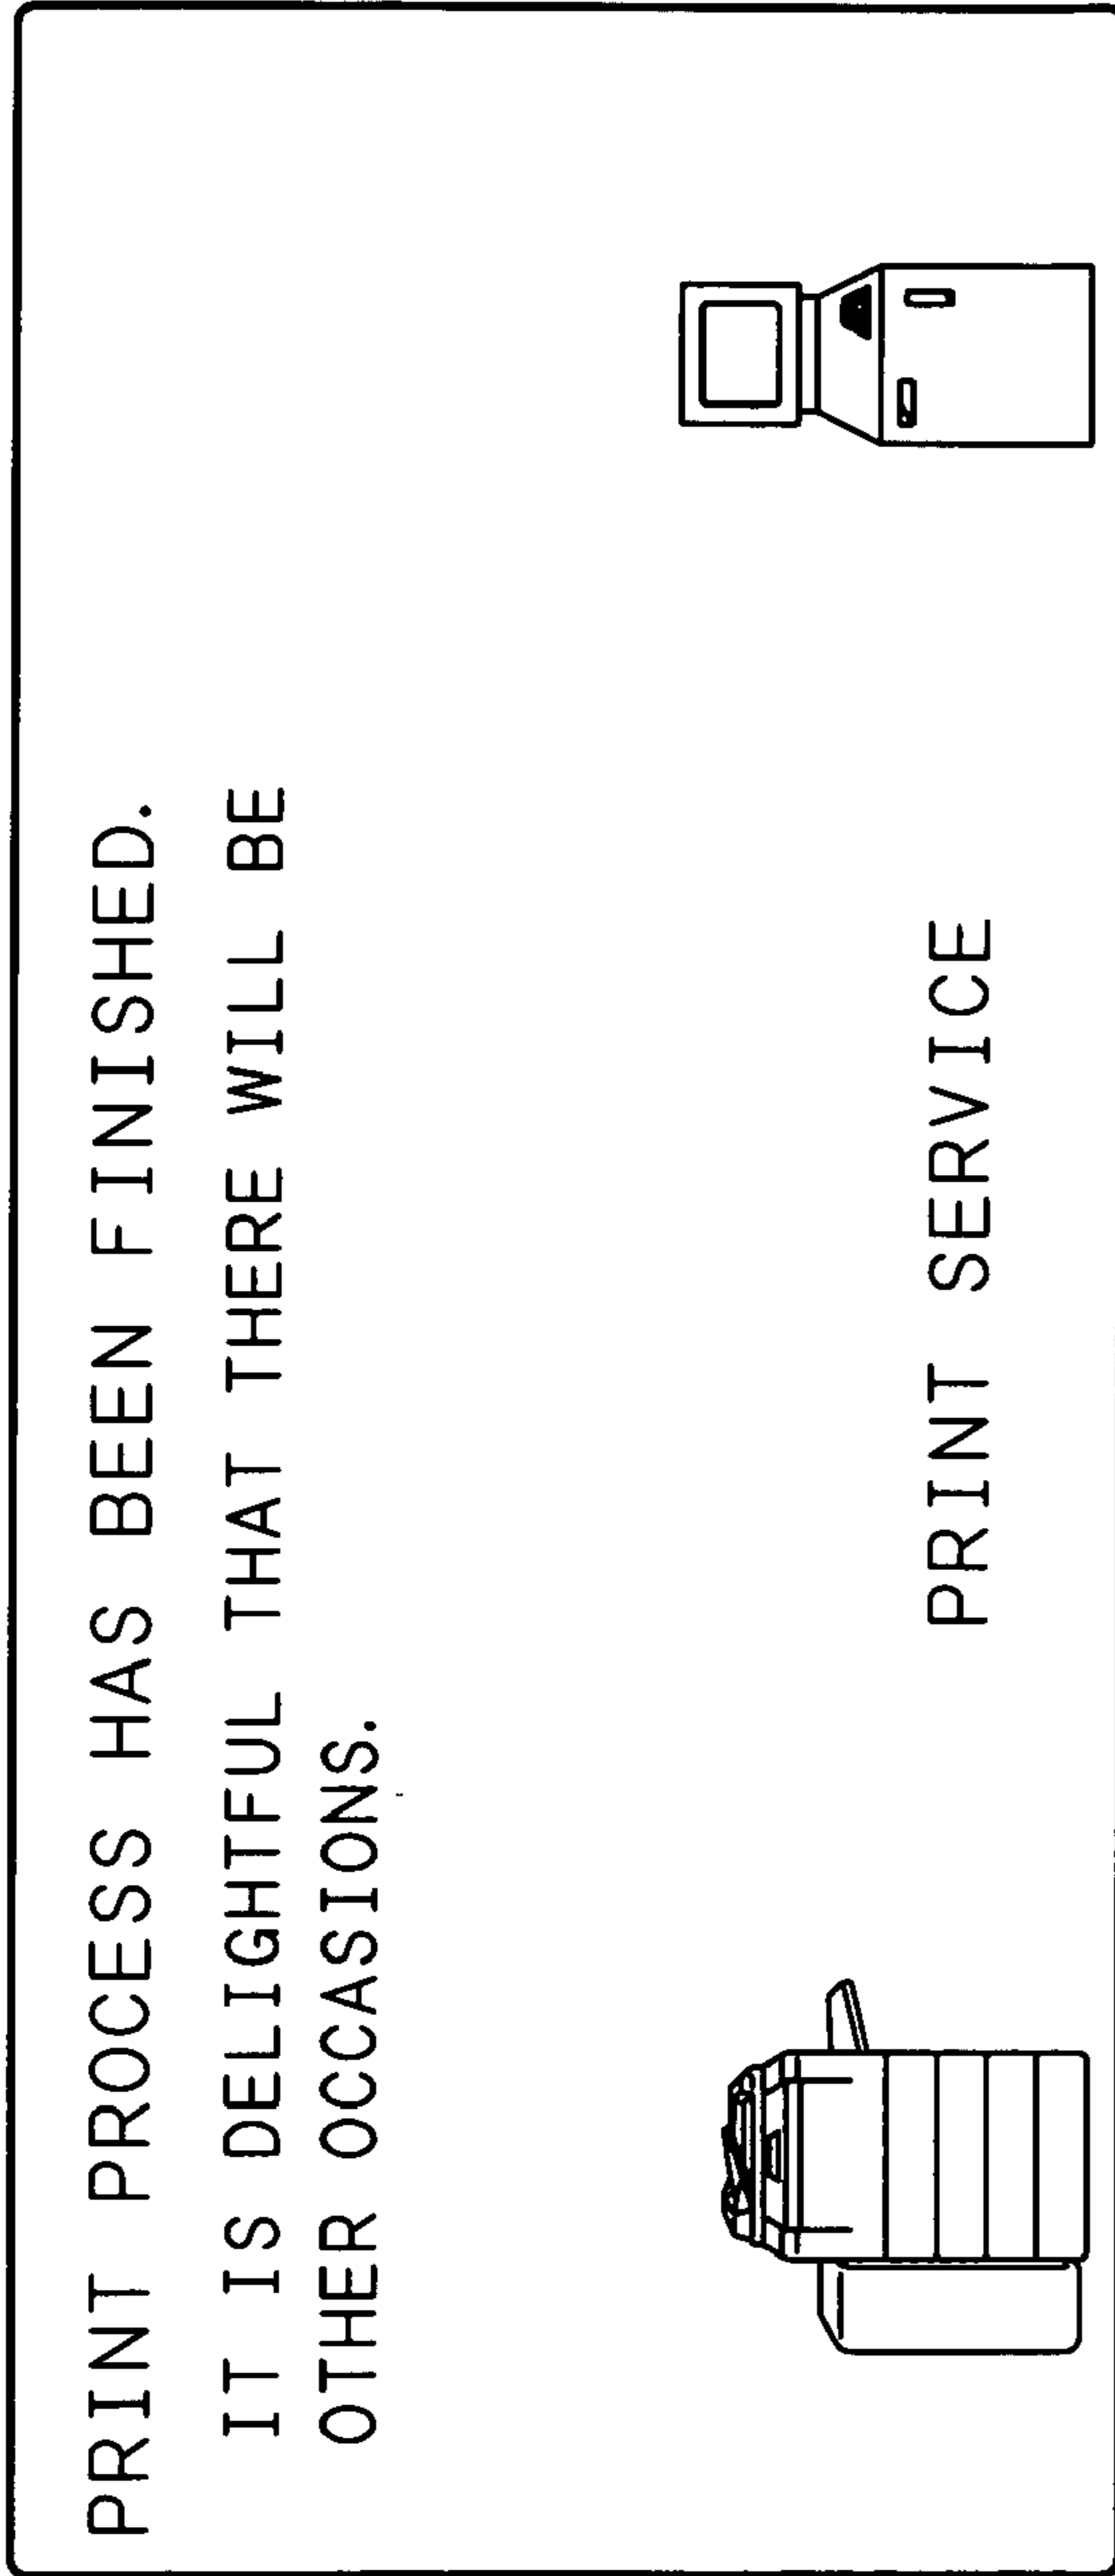 PRINT PROCESS HAS BEEN FINISHED.
IT IS DELIGHTFUL THAT THERE WILL BE
OTHER OCCASIONS.
PRINT SERVICE